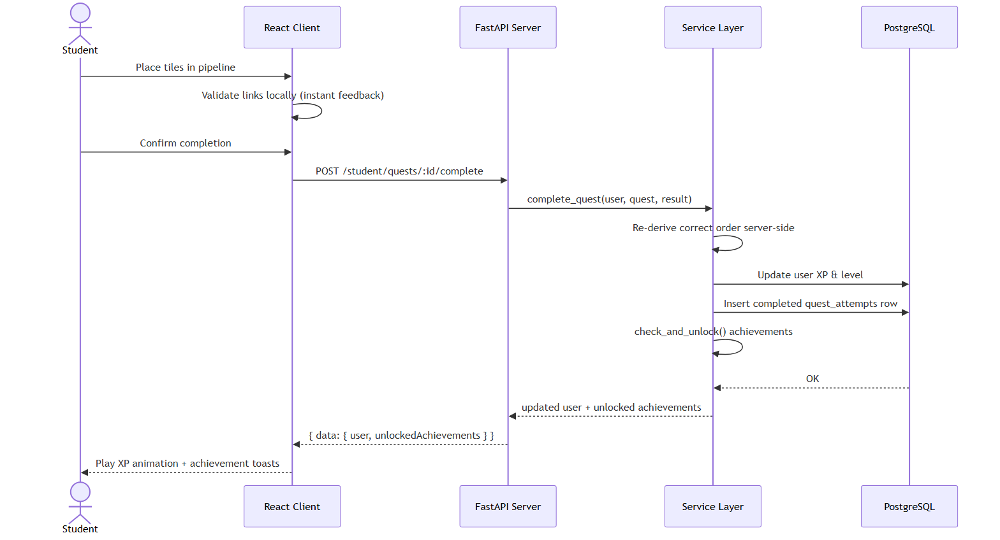 Student
React Client
FastAPI Server
Service Layer
PostgreSQL
Place tiles in pipeline
Validate links locally (instant feedback)
Confirm completion
POST /student/quests/:id/complete
complete_quest(user, quest, result)
Re-derive correct order server-side
Update user XP & level
Insert completed quest_attempts row
check_and_unlock() achievements
OK
updated user + unlocked achievements
{ data: { user, unlockedAchievements } }
Play XP animation + achievement toasts
Student
React Client
FastAPI Server
Service Layer
PostgreSQL